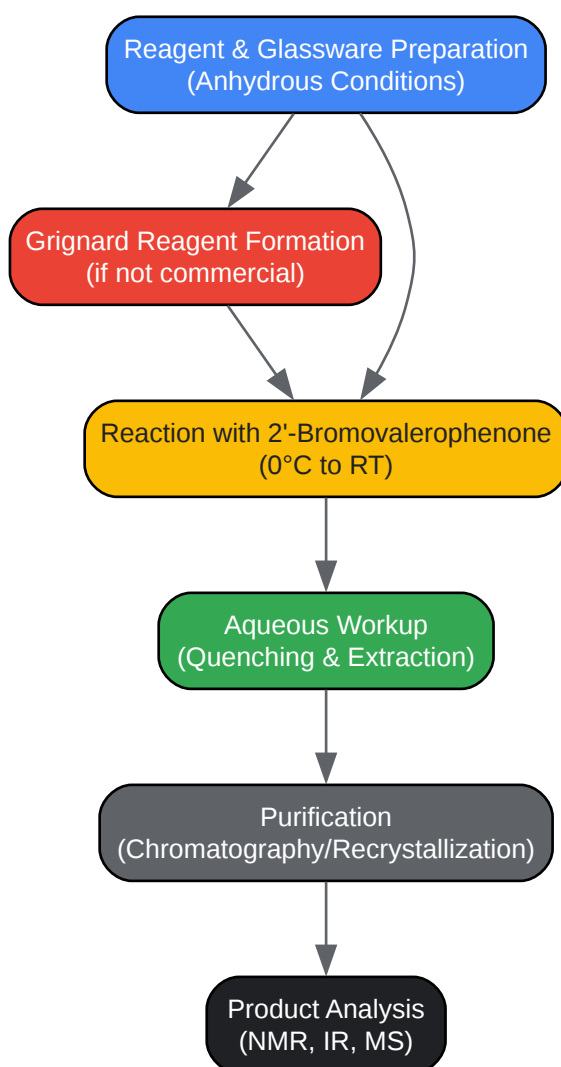 Reagent & Glassware Preparation
(Anhydrous Conditions)
Grignard Reagent Formation
(if not commercial)
Reaction with 2'-Bromovalerophenone
(0°C to RT)
Aqueous Workup
(Quenching & Extraction)
Purification
(Chromatography/Recrystallization)
Product Analysis
(NMR, IR, MS)